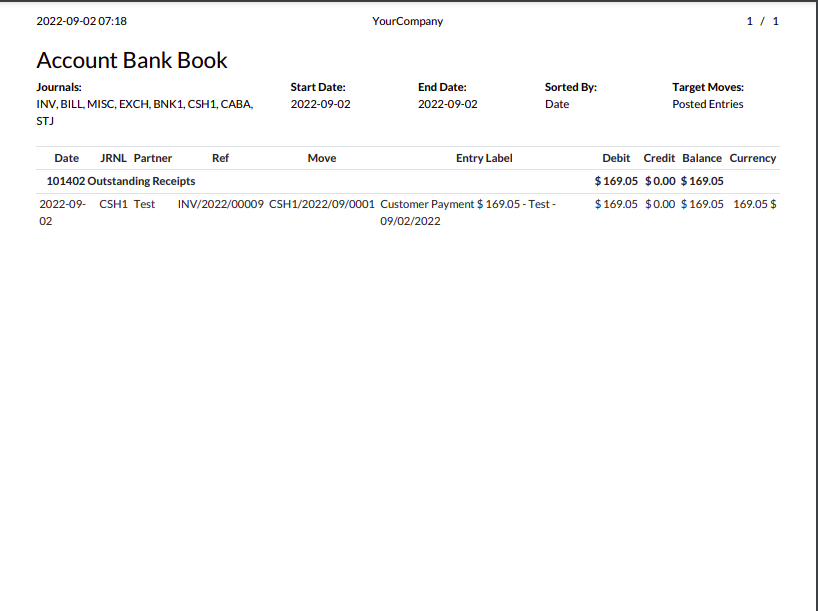 2022-09-02 07:18 YourCompany 1 / 1
Account Bank Book
Journals: Start Date: End Date: Sorted By: Target Moves:
INV, BILL, MISC, EXCH, BNK1, CSH1, CABA, 2022-09-02 2022-09-02 Date Posted Entries
STJ
Date JRNL Partner Ref Move Entry Label Debit Credit Balance Currency
101402 Outstanding Receipts $ 169.05 $ 0.00 $ 169.05
2022-09- CSH1 Test INV/2022/00009 CSH1/2022/09/0001 Customer Payment $ 169.05 - Test - $ 169.05 $ 0.00 $ 169.05 169.05 $
02 09/02/2022